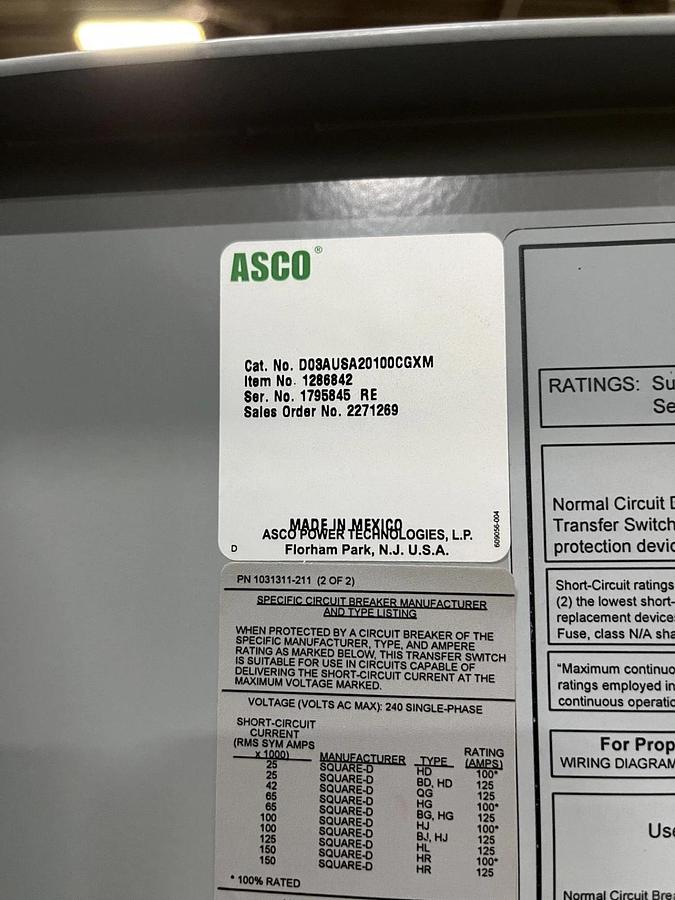 ASCO®
Cat. No. D03AUSA20100CGXM
Item No. 1286842
Ser. No. 1795845 RE
Sales Order No. 2271269
MADE IN MEXICO
ASCO POWER TECHNOLOGIES, L.P.
Florham Park, N.J. U.S.A.
D
609056-004
PN 1031311-211 (2 OF 2)
SPECIFIC CIRCUIT BREAKER MANUFACTURER
AND TYPE LISTING
WHEN PROTECTED BY A CIRCUIT BREAKER OF THE
SPECIFIC MANUFACTURER, TYPE, AND AMPERE
RATING AS MARKED BELOW, THIS TRANSFER SWITCH
IS SUITABLE FOR USE IN CIRCUITS CAPABLE OF
DELIVERING THE SHORT-CIRCUIT CURRENT AT THE
MAXIMUM VOLTAGE MARKED.
VOLTAGE (VOLTS AC MAX): 240 SINGLE-PHASE
SHORT-CIRCUIT
CURRENT
(RMS SYM AMPS
x 1000) MANUFACTURER TYPE RATING (AMPS)
25 SQUARE-D HD 100*
25 SQUARE-D BD, HD 125
42 SQUARE-D QG 125
65 SQUARE-D HG 100*
65 SQUARE-D BG, HG 125
100 SQUARE-D HJ 100*
100 SQUARE-D BJ, HJ 125
125 SQUARE-D HL 125
150 SQUARE-D HR 100*
150 SQUARE-D HR 125
* 100% RATED
RATINGS: Su
Se
Normal Circuit
Transfer Switch
protection devic
Short-Circuit ratings
(2) the lowest short-
replacement device
Fuse, class N/A sha
*Maximum continuo
ratings employed in
continuous operatio
For Prop
WIRING DIAGRAM
Use
Normal Circuit Brea